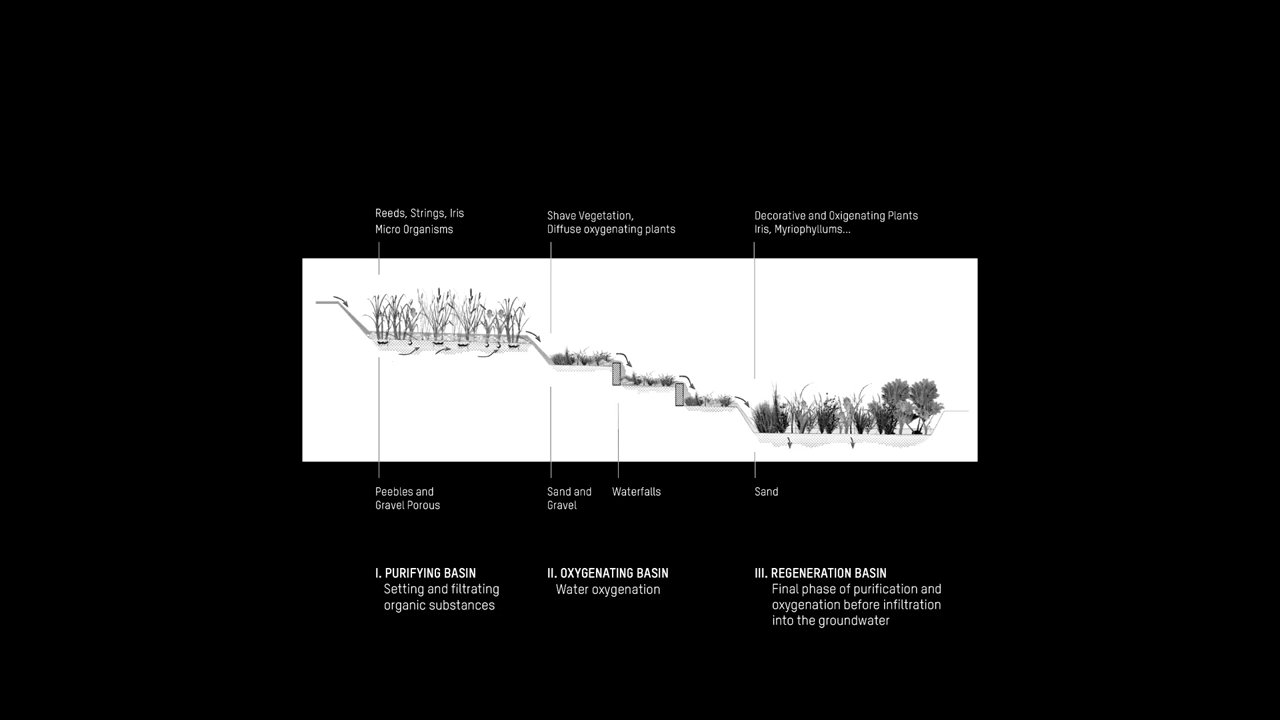 Reeds, Strings, Iris
Micro Organisms
Shave Vegetation,
Diffuse oxygenating plants
Decorative and Oxigenating Plants
Iris, Myriophyllums...
Peebles and
Gravel Porous
Sand and
Gravel
Waterfalls
Sand
I. PURIFYING BASIN
Setting and filtrating
organic substances
II. OXYGENATING BASIN
Water oxygenation
III. REGENERATION BASIN
Final phase of purification and
oxygenation before infiltration
into the groundwater